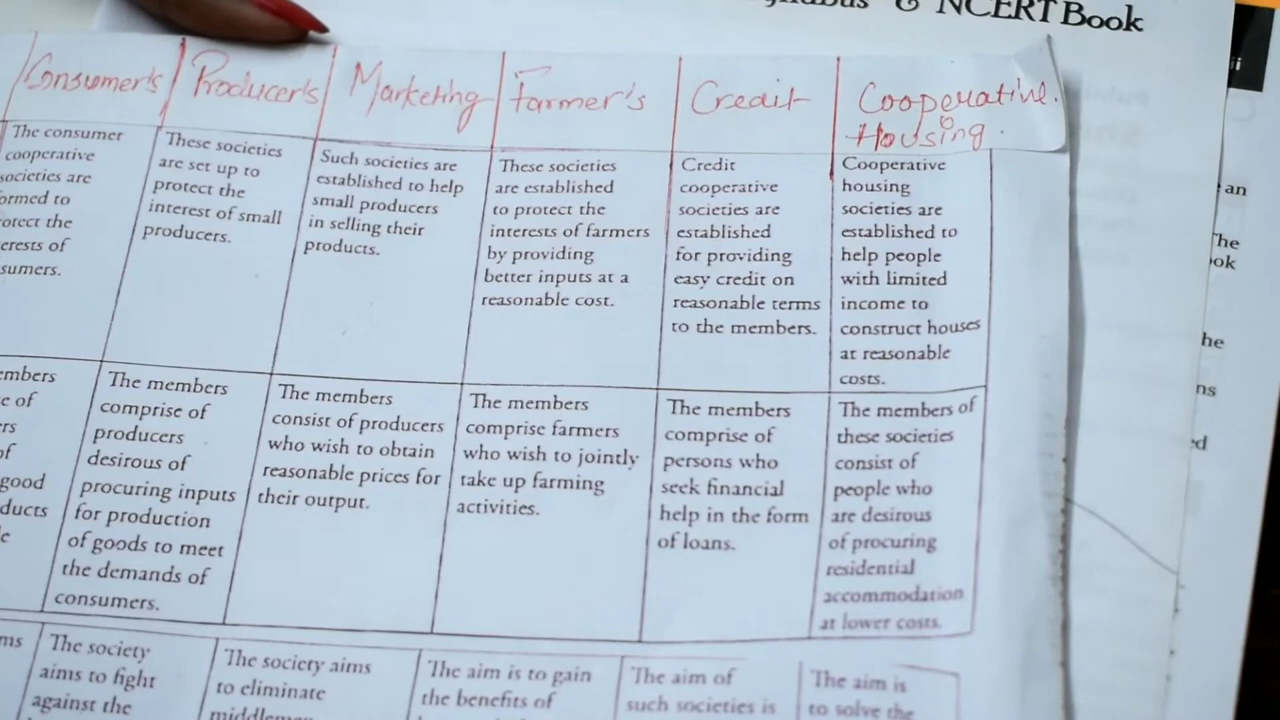 & NCERT Book
Consumer's
Producer's
Marketing
Farmer's
Credit
Cooperative.
Housing.
The consumer
cooperative
societies are
The
sumers.
These societies
are set up to
protect the
interest of small
producers.
Such societies are
established to help
small producers
in selling their
products.
These societies
are established
to protect the
interests of farmers
by providing
better inputs at a
reasonable cost.
Credit
cooperative
societies are
established
for providing
easy credit on
reasonable terms
to the members.
Cooperative
housing
societies are
established to
help people
with limited
income to
construct houses
at reasonable
costs.
good
The members
comprise of
producers
desirous of
procuring inputs
for production
of goods to meet
the demands of
consumers.
The members
consist of producers
who wish to obtain
reasonable prices for
their output.
The members
comprise farmers
who wish to jointly
take up farming
activities.
The members
comprise of
persons who
seek financial
help in the form
of loans.
The members of
these societies
consist of
people who
are desirous
of procuring
residential
accommodation
at lower costs.
The society
aims to fight
against the
The society aims
to eliminate
The aim is to gain
the benefits of
The aim of
such societies is
The aim is
to solve the
an